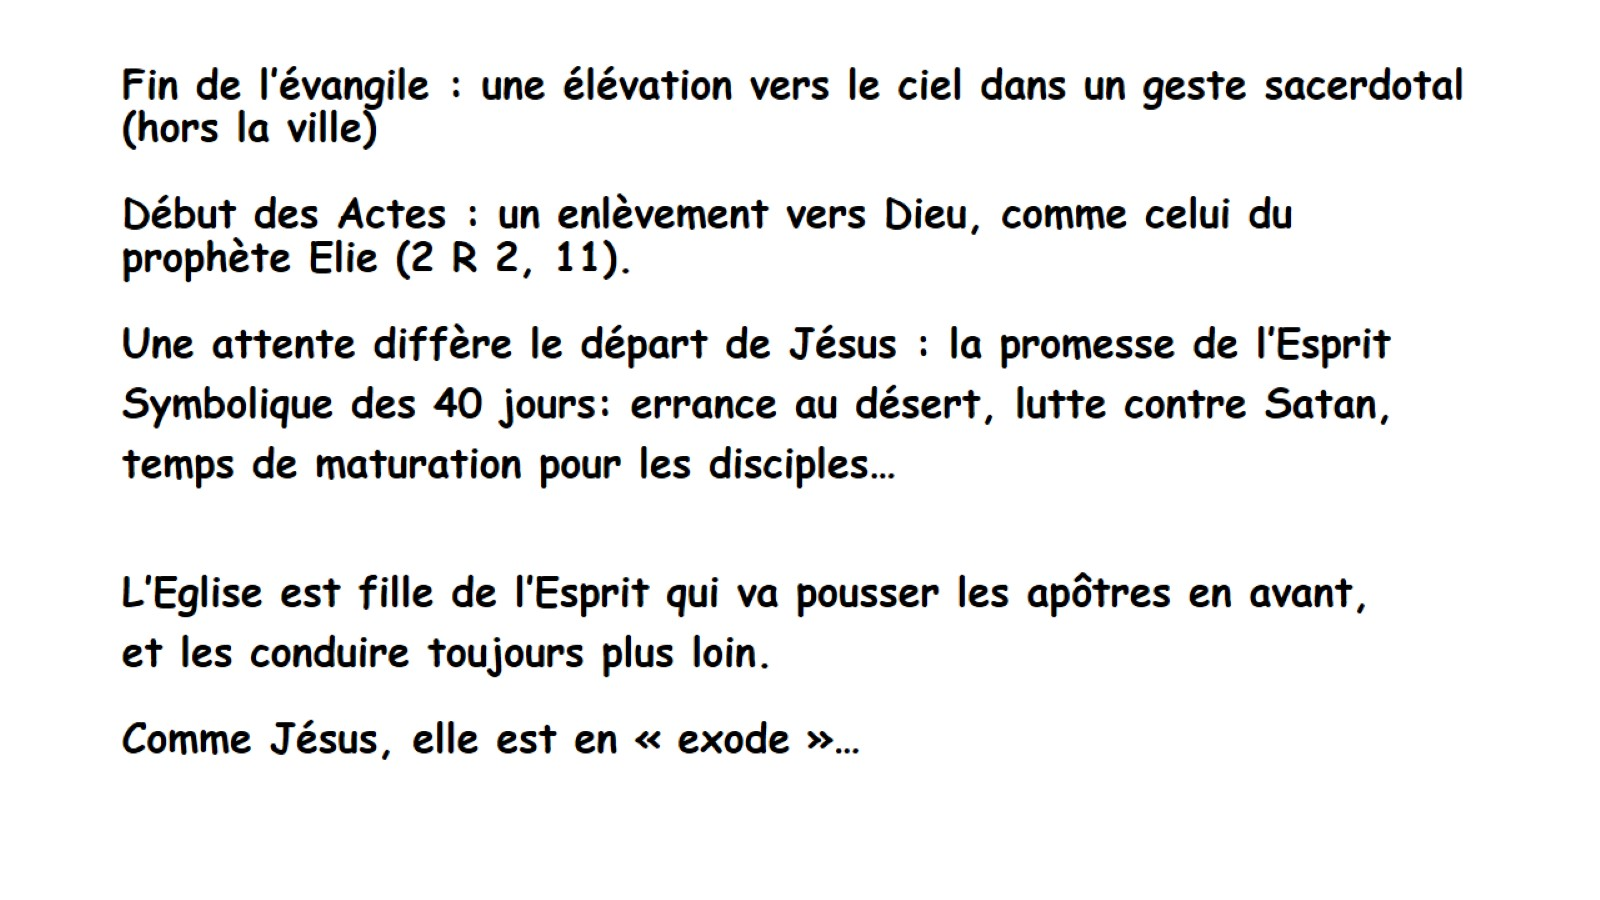 Fin de l’évangile : une élévation vers le ciel dans un geste sacerdotal
(hors la ville)
Début des Actes : un enlèvement vers Dieu, comme celui du
prophète Elie (2 R 2, 11).
Une attente diffère le départ de Jésus : la promesse de l’Esprit
Symbolique des 40 jours: errance au désert, lutte contre Satan,
temps de maturation pour les disciples…
L’Eglise est fille de l’Esprit qui va pousser les apôtres en avant,
et les conduire toujours plus loin.
Comme Jésus, elle est en « exode »…